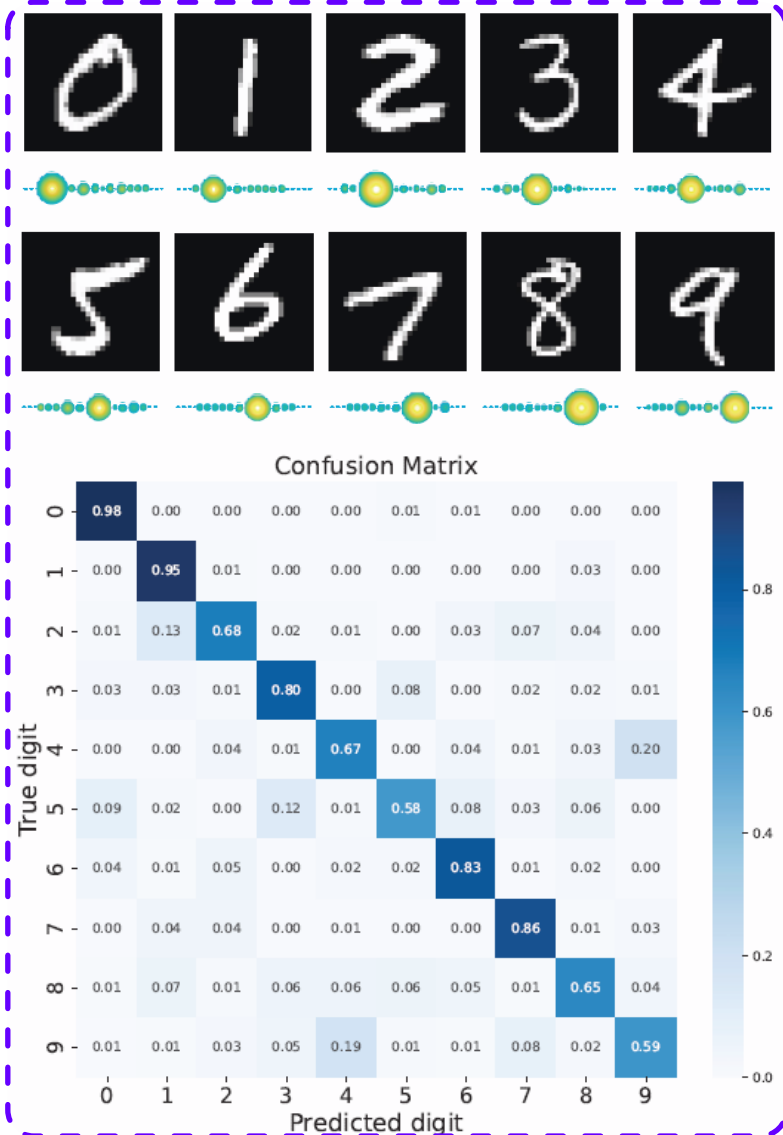 0 1 2 3 4
5 6 7 8 9
Confusion Matrix
0 0.98 0.00 0.00 0.00 0.00 0.01 0.01 0.00 0.00 0.00
1 0.00 0.95 0.01 0.00 0.00 0.00 0.00 0.00 0.03 0.00
0.8
2 0.01 0.13 0.68 0.02 0.01 0.00 0.03 0.07 0.04 0.00
3 0.03 0.03 0.01 0.80 0.00 0.08 0.00 0.02 0.02 0.01
0.6
4 0.00 0.00 0.04 0.01 0.67 0.00 0.04 0.01 0.03 0.20
True digit
5 0.09 0.02 0.00 0.12 0.01 0.58 0.08 0.03 0.06 0.00
0.4
6 0.04 0.01 0.05 0.00 0.02 0.02 0.83 0.01 0.02 0.00
7 0.00 0.04 0.04 0.00 0.01 0.00 0.00 0.86 0.01 0.03
0.2
8 0.01 0.07 0.01 0.06 0.06 0.06 0.05 0.01 0.65 0.04
9 0.01 0.01 0.03 0.05 0.19 0.01 0.01 0.08 0.02 0.59
0.0
0 1 2 3 4 5 6 7 8 9
Predicted digit